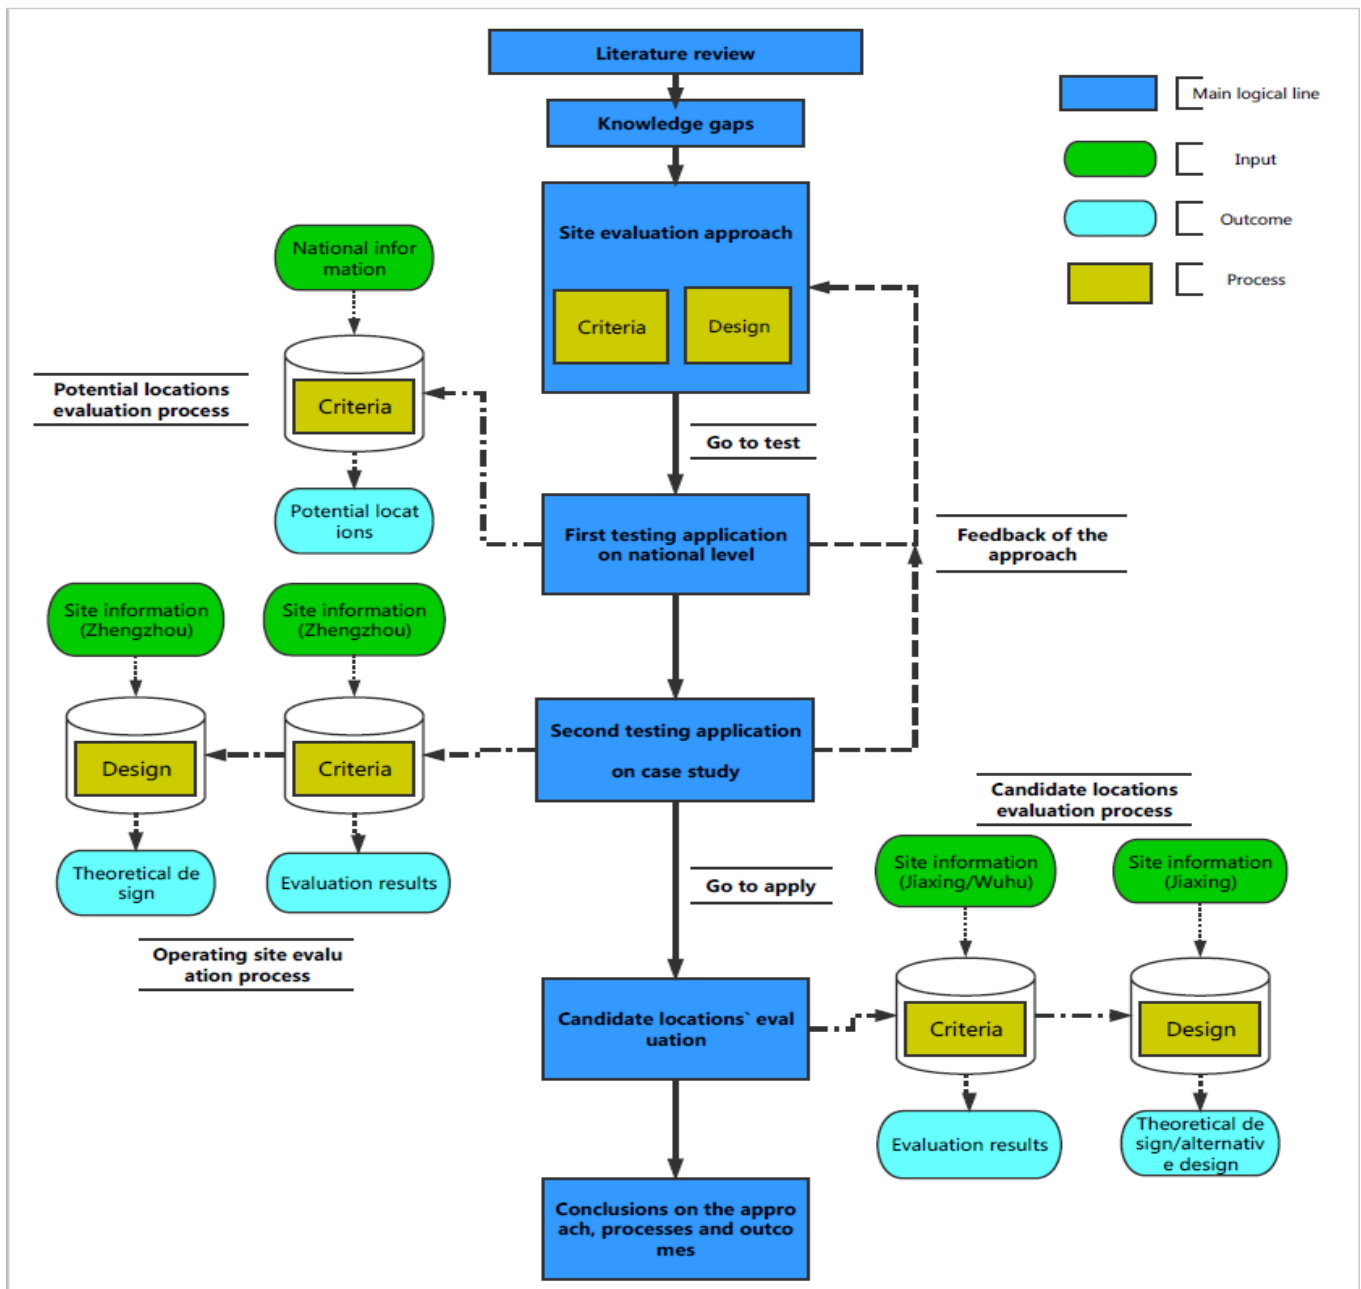 Literature review
Knowledge gaps
Site evaluation approach
Criteria
Design
Main logical line
Input
Outcome
Process
National infor
mation
Criteria
Potential locat
ions
Potential locations
evaluation process
Go to test
First testing application
on national level
Feedback of the
approach
Site information
(Zhengzhou)
Site information
(Zhengzhou)
Design
Criteria
Theoretical de
sign
Evaluation results
Operating site evalu
ation process
Second testing application
on case study
Go to apply
Candidate locations
evaluation process
Site information
(Jiaxing/Wuhu)
Site information
(Jiaxing)
Criteria
Design
Evaluation results
Theoretical de
sign/alternativ
e design
Candidate locations` eval
uation
Conclusions on the appro
ach, processes and outco
mes